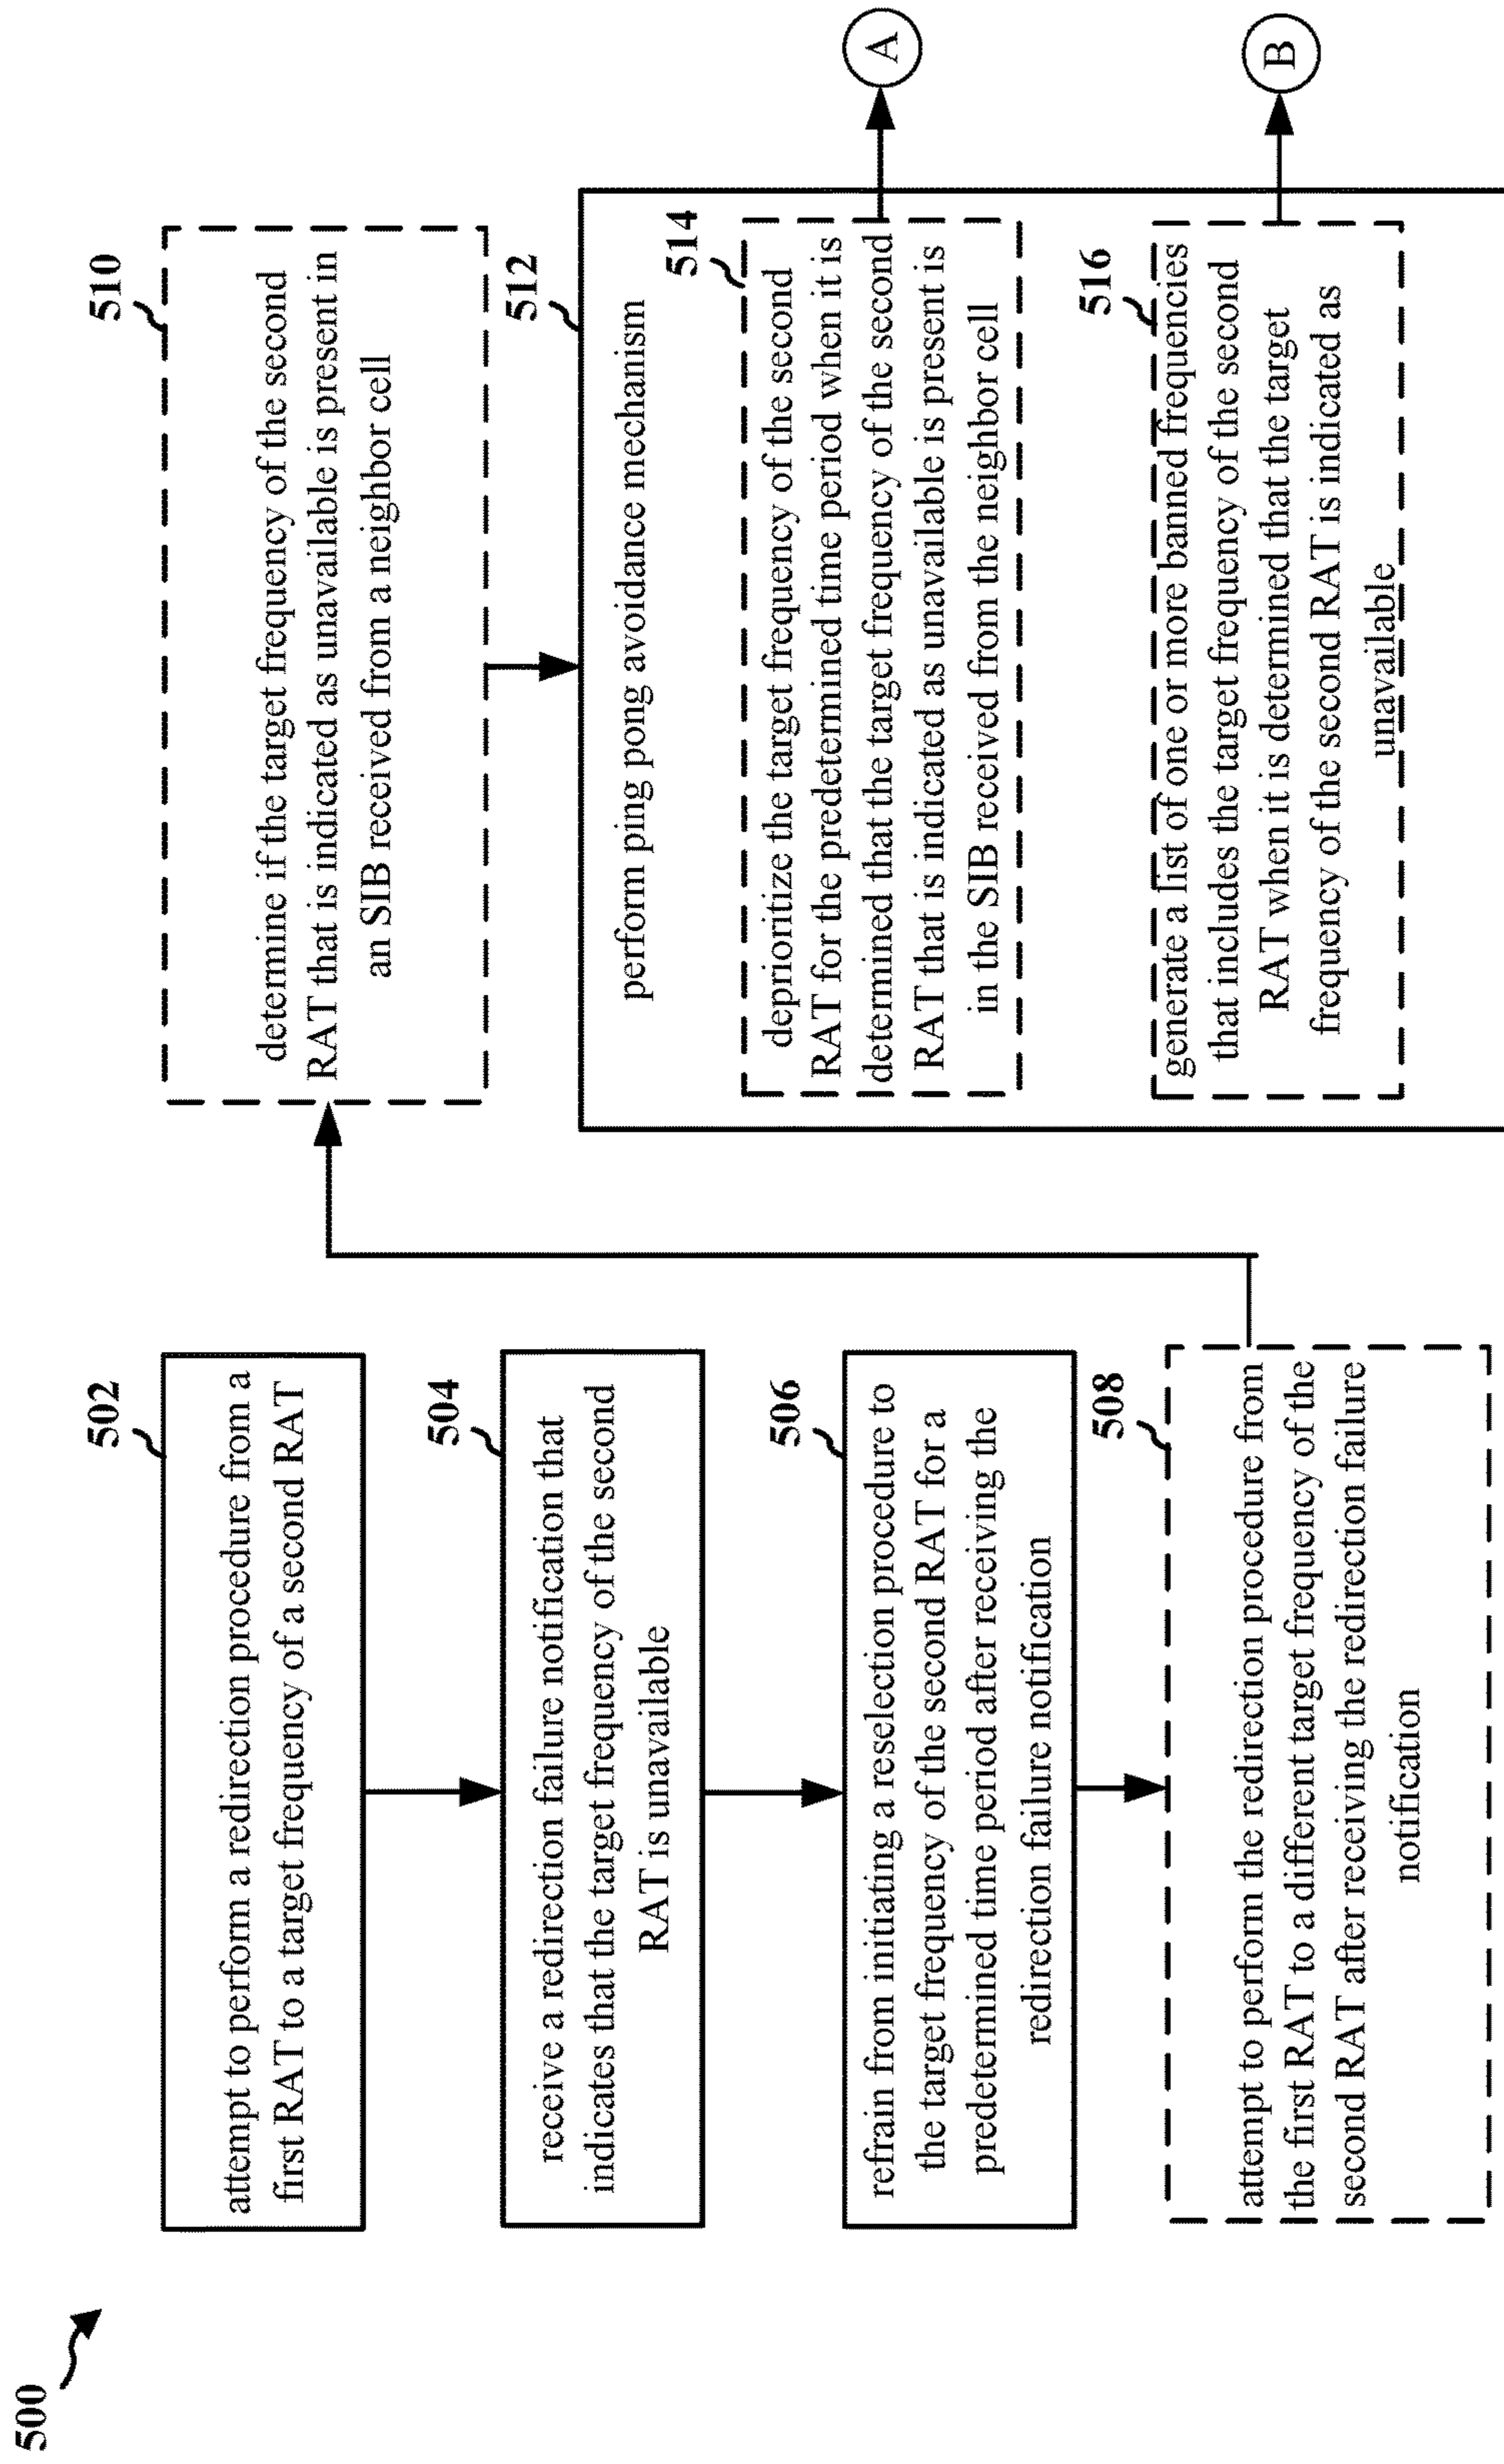 500
502
attempt to perform a redirection procedure from a
first RAT to a target frequency of a second RAT
504
receive a redirection failure notification that
indicates that the target frequency of the second
RAT is unavailable
506
refrain from initiating a reselection procedure to
the target frequency of the second RAT for a
predetermined time period after receiving the
redirection failure notification
508
attempt to perform the redirection procedure from
the first RAT to a different target frequency of the
second RAT after receiving the redirection failure
notification
510
determine if the target frequency of the second
RAT that is indicated as unavailable is present in
an SIB received from a neighbor cell
512
perform ping pong avoidance mechanism
514
deprioritize the target frequency of the second
RAT for the predetermined time period when it is
determined that the target frequency of the second
RAT that is indicated as unavailable is present is
in the SIB received from the neighbor cell
A
516
generate a list of one or more banned frequencies
that includes the target frequency of the second
RAT when it is determined that the target
frequency of the second RAT is indicated as
unavailable
B